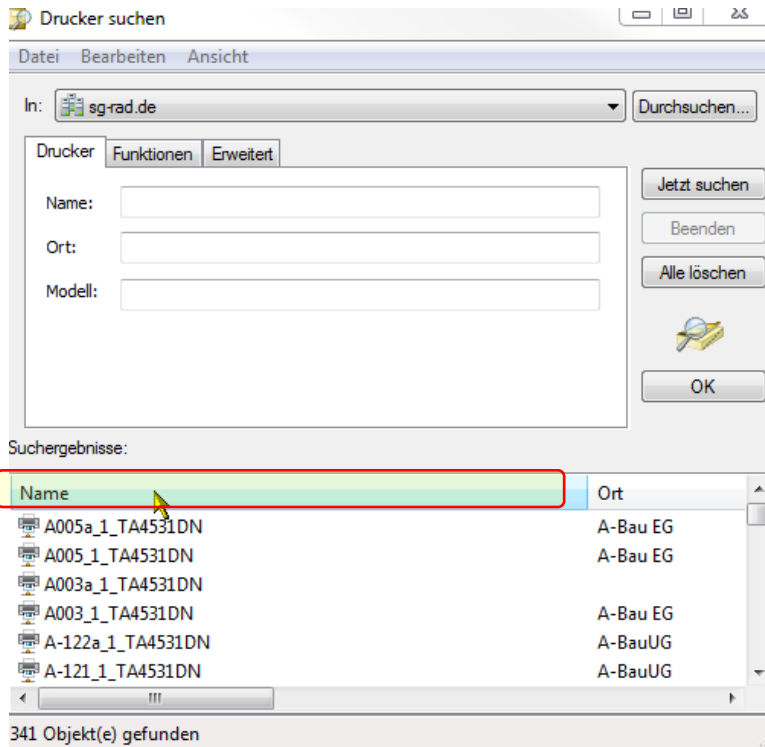 Drucker suchen
Datei Bearbeiten Ansicht
In: sg-rad.de Durchsuchen...
Drucker Funktionen Erweitert
Jetzt suchen
Name:
Beenden
Ort:
Alle löschen
Modell:
OK
Suchergebnisse:
Name Ort
A005a_1_TA4531DN A-Bau EG
A005_1_TA4531DN A-Bau EG
A003a_1_TA4531DN
A003_1_TA4531DN A-Bau EG
A-122a_1_TA4531DN A-BauUG
A-121_1_TA4531DN A-BauUG
341 Objekt(e) gefunden